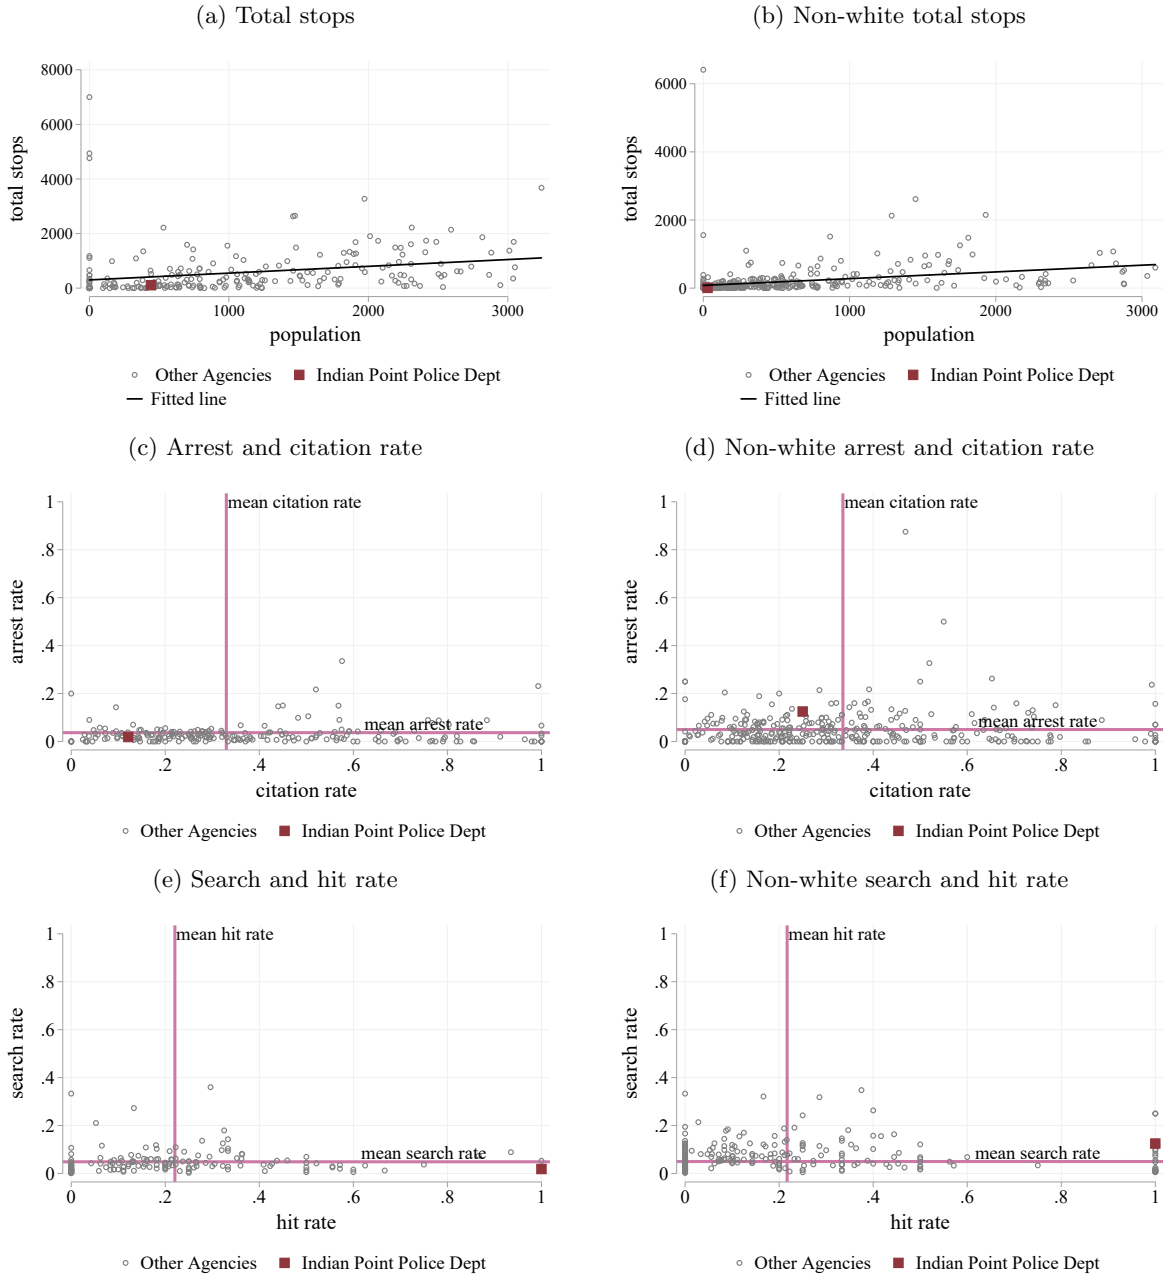 (a) Total stops
(b) Non-white total stops
total stops
8000
6000
4000
2000
0
0 1000 2000 3000
population
Other Agencies Indian Point Police Dept
Fitted line
total stops
6000
4000
2000
0
0 1000 2000 3000
population
Other Agencies Indian Point Police Dept
Fitted line
(c) Arrest and citation rate
(d) Non-white arrest and citation rate
arrest rate
1
.8
.6
.4
.2
0
mean citation rate
mean arrest rate
0 .2 .4 .6 .8 1
citation rate
Other Agencies Indian Point Police Dept
arrest rate
1
.8
.6
.4
.2
0
mean citation rate
mean arrest rate
0 .2 .4 .6 .8 1
citation rate
Other Agencies Indian Point Police Dept
(e) Search and hit rate
(f) Non-white search and hit rate
search rate
1
.8
.6
.4
.2
0
mean hit rate
mean search rate
0 .2 .4 .6 .8 1
hit rate
Other Agencies Indian Point Police Dept
search rate
1
.8
.6
.4
.2
0
mean hit rate
mean search rate
0 .2 .4 .6 .8 1
hit rate
Other Agencies Indian Point Police Dept